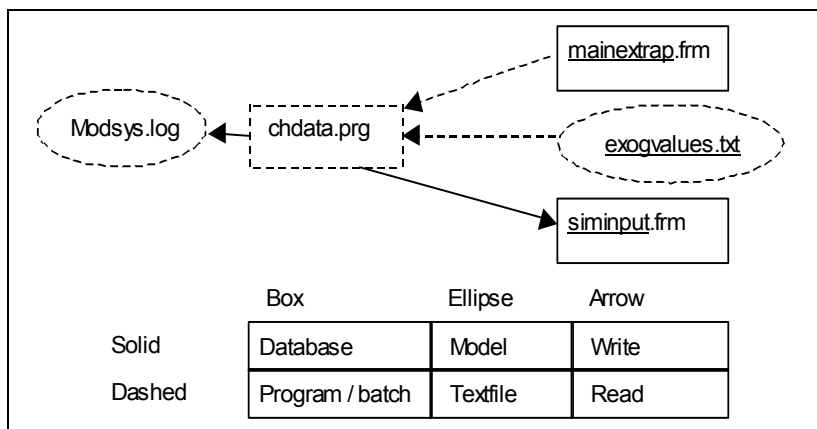 mainextrap.frm
Modsys.log
chdata.prg
exogvalues.txt
siminput.frm
Box Ellipse Arrow
Solid Database Model Write
Dashed Program / batch Textfile Read